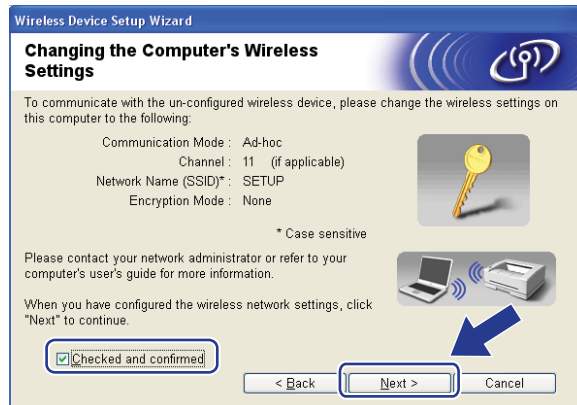 Wireless Device Setup Wizard
Changing the Computer's Wireless
Settings
To communicate with the un-configured wireless device, please change the wireless settings on
this computer to the following:
Communication Mode : Ad-hoc
Channel : 11 (if applicable)
Network Name (SSID)* : SETUP
Encryption Mode : None
* Case sensitive
Please contact your network administrator or refer to your
computer's user's guide for more information.
When you have configured the wireless network settings, click
"Next" to continue.
Checked and confirmed
< Back Next > Cancel